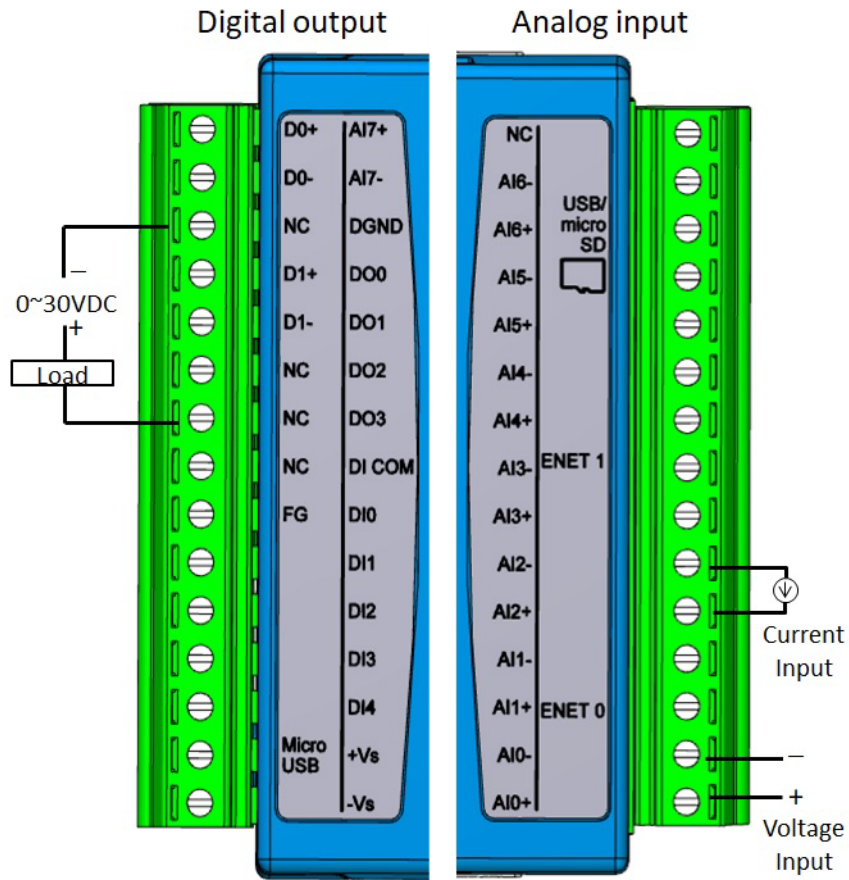 Digital output
Analog input
D0+ AI7+
D0- AI7-
NC DGND
D1+ DO0
D1- DO1
NC DO2
NC DO3
NC DI COM
FG DI0
DI1
DI2
DI3
DI4
Micro
USB
+Vs
-Vs
−
0~30VDC
+
Load
NC
AI6-
AI6+
AI5-
AI5+
AI4-
AI4+
AI3-
AI3+
AI2-
AI2+
AI1-
AI1+
AI0-
AI0+
USB/
micro
SD
ENET 1
ENET 0
Current
Input
−
+
Voltage
Input